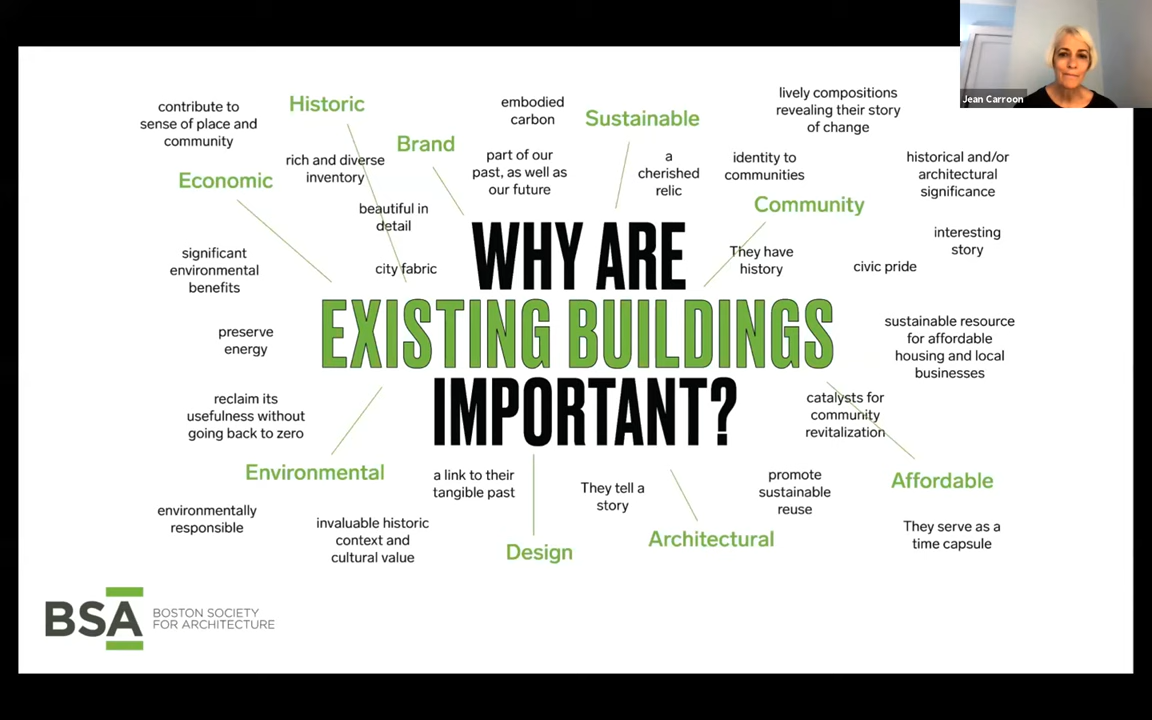 Jean Carroon
contribute to
sense of place and
community
Historic
embodied
carbon
Sustainable
lively compositions
revealing their story
of change
Brand
rich and diverse
inventory
part of our
past, as well as
our future
a
cherished
relic
identity to
communities
historical and/or
architectural
significance
Economic
beautiful in
detail
Community
significant
environmental
benefits
city fabric
They have
history
interesting
story
civic pride
WHY ARE
EXISTING BUILDINGS
IMPORTANT?
preserve
energy
sustainable resource
for affordable
housing and local
businesses
reclaim its
usefulness without
going back to zero
catalysts for
community
revitalization
Environmental
a link to their
tangible past
They tell a
story
promote
sustainable
reuse
Affordable
environmentally
responsible
invaluable historic
context and
cultural value
Design
Architectural
They serve as a
time capsule
BSA
BOSTON SOCIETY
FOR ARCHITECTURE